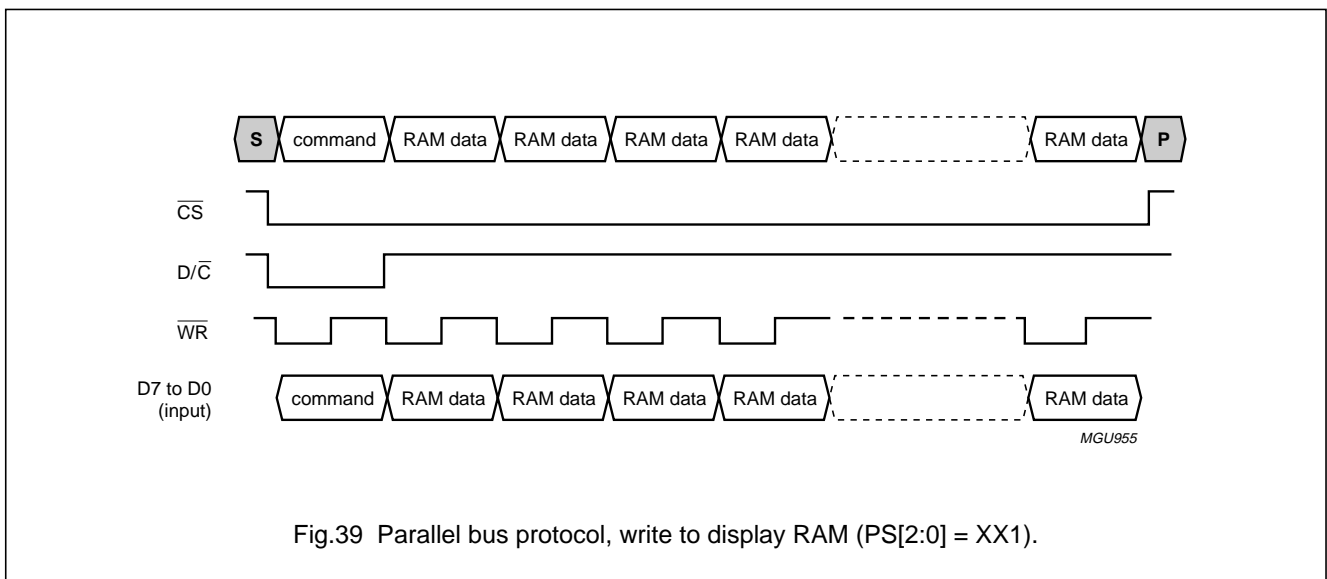 S command RAM data RAM data RAM data RAM data RAM data P
CS
D/C
WR
D7 to D0
(input)
command RAM data RAM data RAM data RAM data RAM data
MGU955
Fig.39 Parallel bus protocol, write to display RAM (PS[2:0] = XX1).